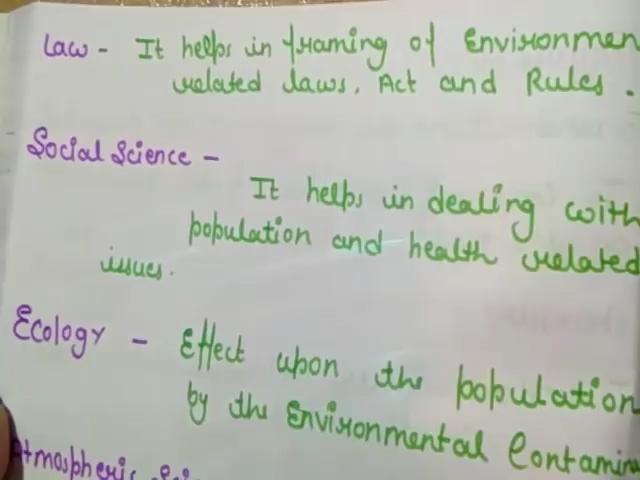 Law - It helps in framing of Environmen
related laws, Act and Rules.
Social Science -
It helps in dealing with
population and health related
issues.
Ecology - Effect upon the population
by the Environmental Contamin
Atmospheric